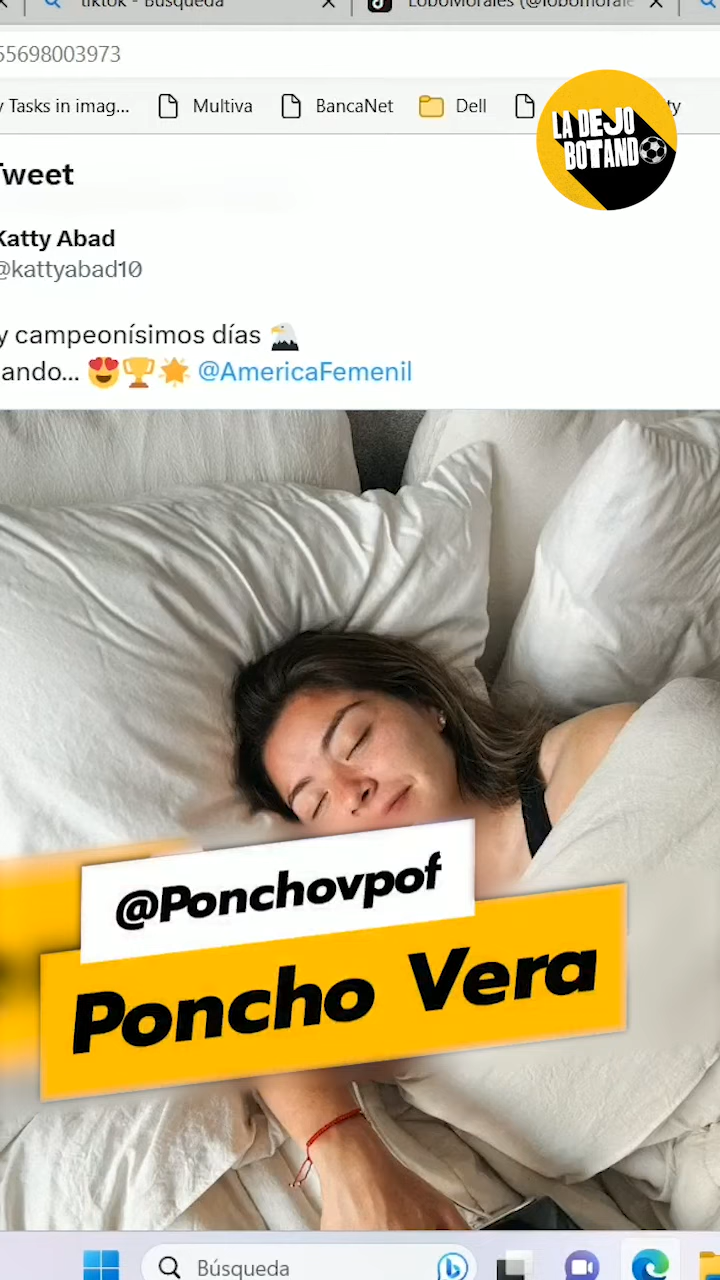 tiktok - Búsqueda
LoboMorales (@lobomorale
55698003973
y Tasks in imag...
Multiva
BancaNet
Dell
ty
LA DEJO
BOTANDO
Tweet
Katty Abad
@kattyabad10
y campeonísimos días
ando... @AmericaFemenil
@Ponchovpof
Poncho Vera
Búsqueda